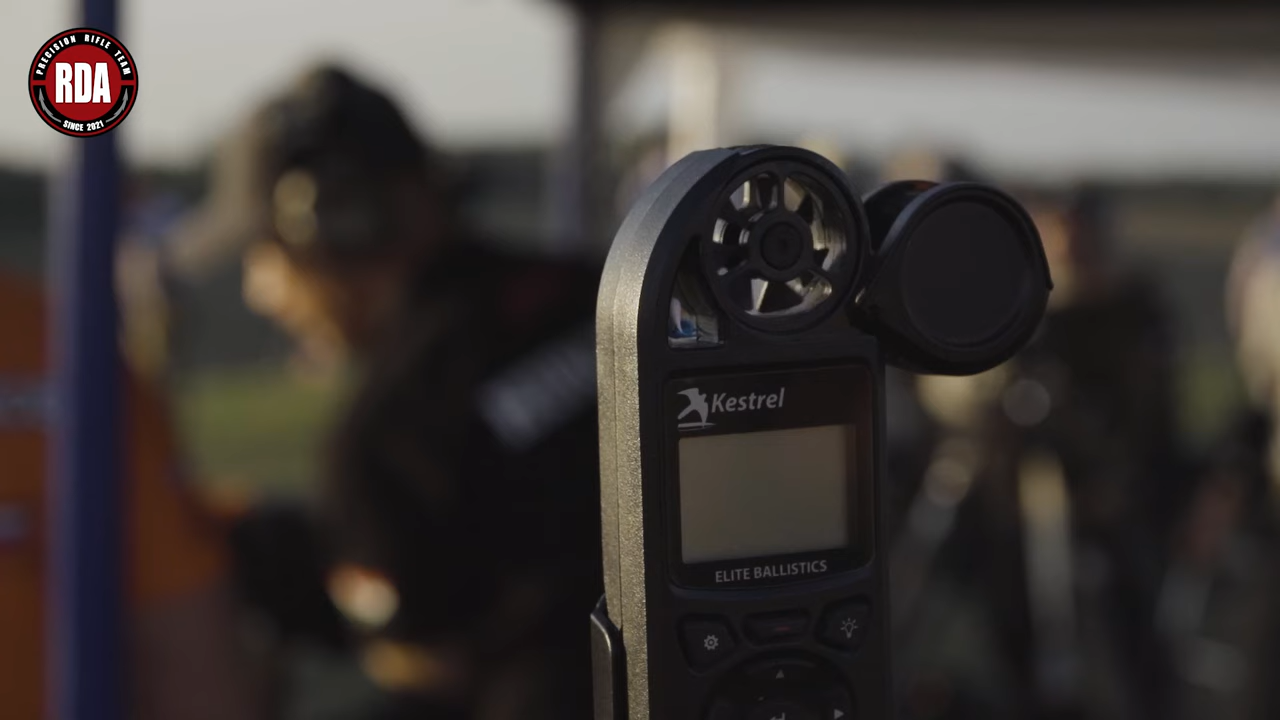 PRECISION RIFLE TEAM
RDA
SINCE 2021
Kestrel
ELITE BALLISTICS